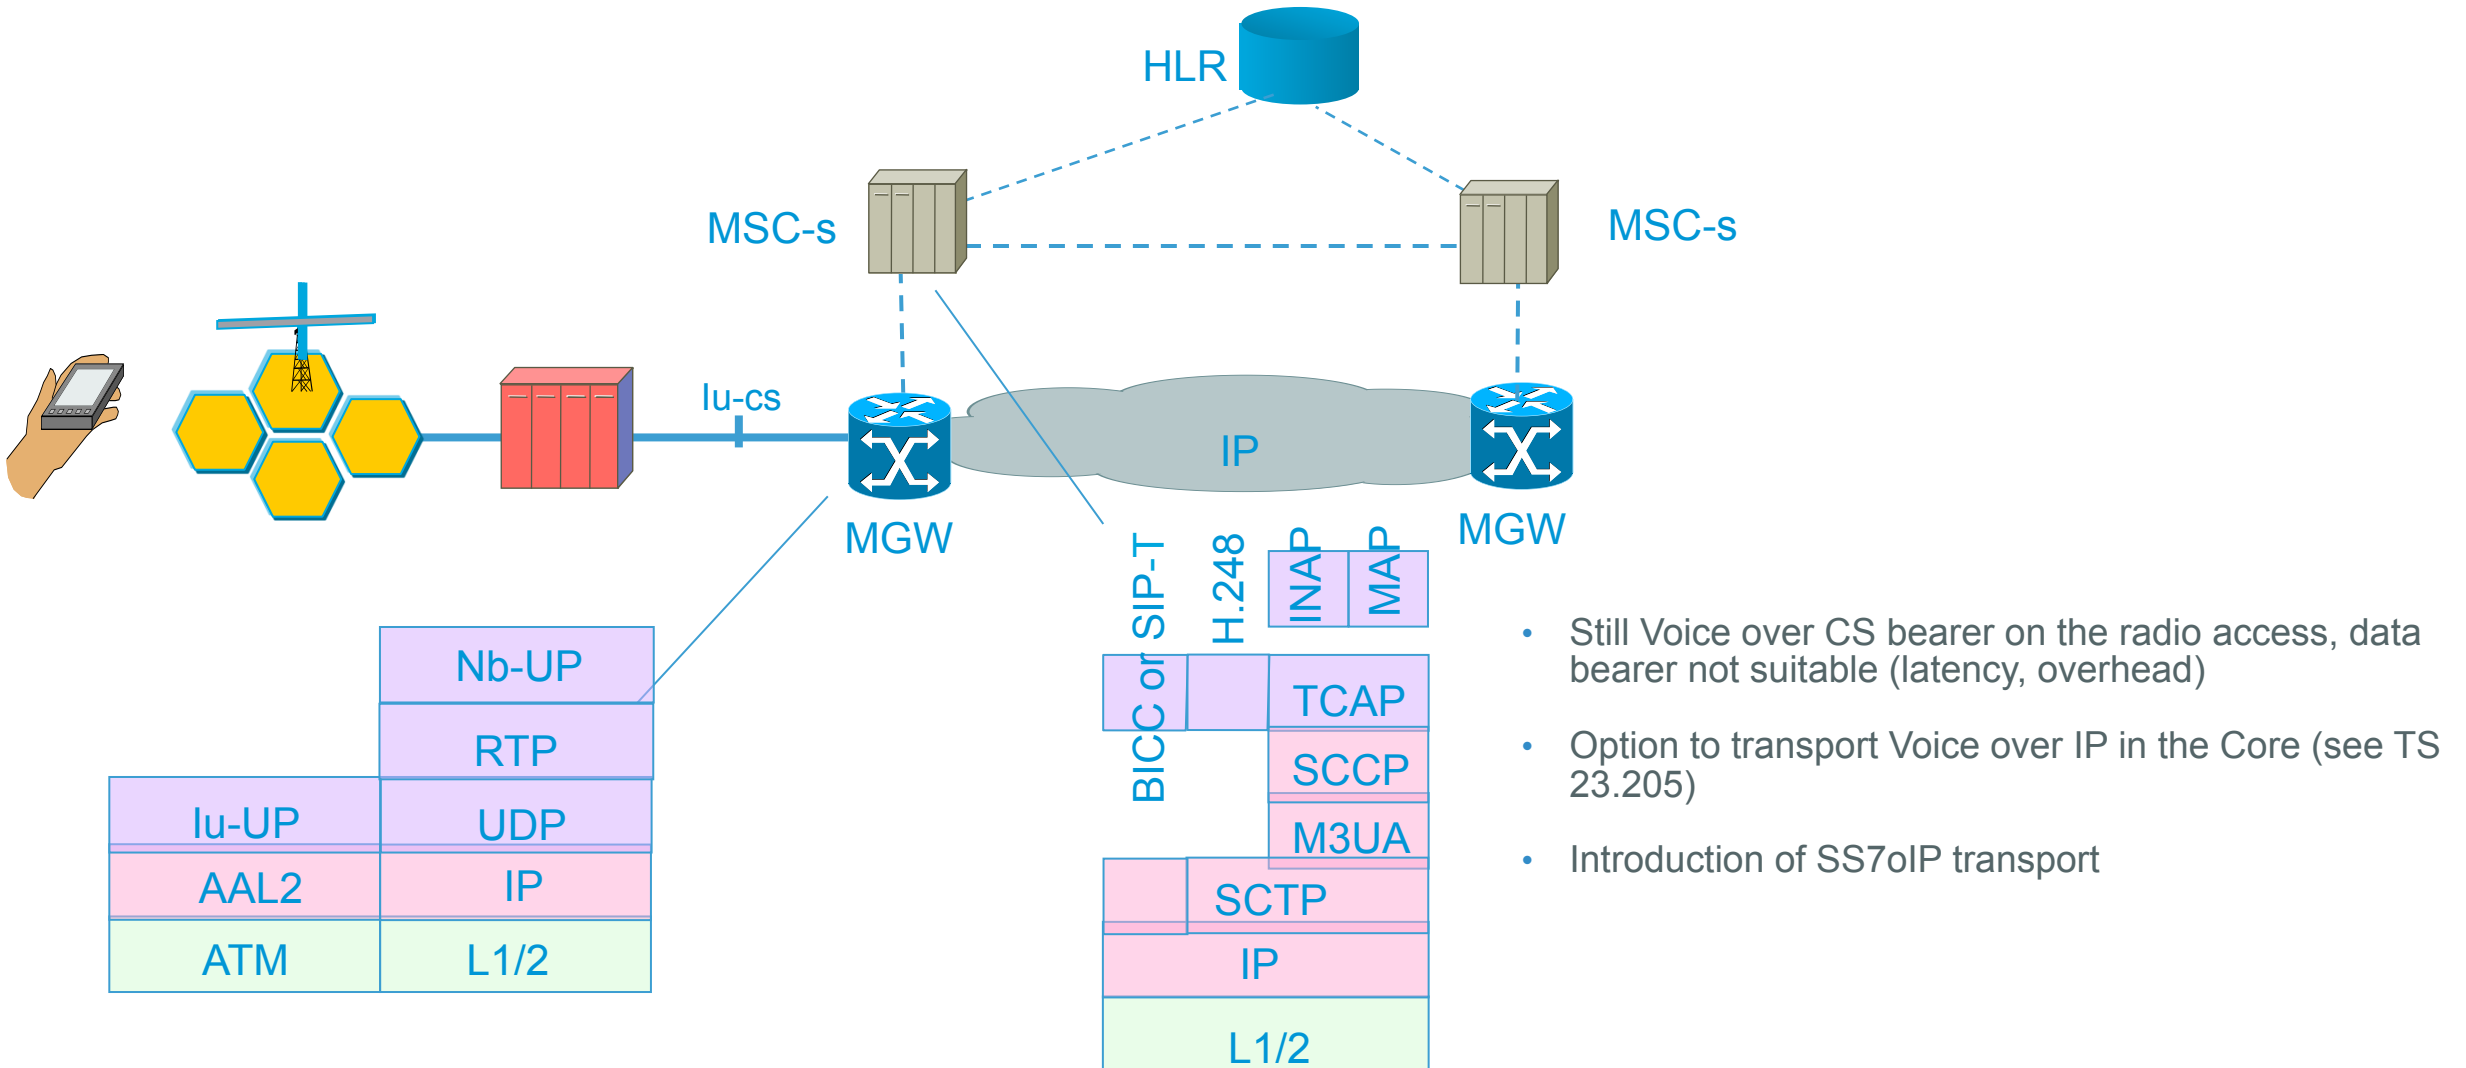 HLR
MSC-s
MSC-s
Iu-cs
IP
MGW
MGW
Nb-UP
RTP
Iu-UP
UDP
AAL2
IP
ATM
L1/2
BICC or SIP-T
H.248
INAP
MAP
TCAP
SCCP
M3UA
SCTP
IP
L1/2
• Still Voice over CS bearer on the radio access, data
bearer not suitable (latency, overhead)
• Option to transport Voice over IP in the Core (see TS
23.205)
• Introduction of SS7oIP transport